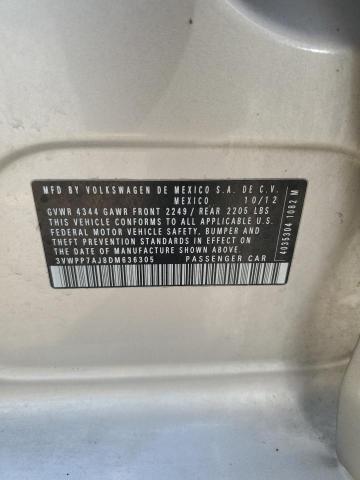 MFD BY VOLKSWAGEN DE MEXICO S.A. DE C.V.
MEXICO 10/12
GVWR 4344 GAWR FRONT 2249/ REAR 2205 LBS
THIS VEHICLE CONFORMS TO ALL APPLICABLE U.S.
FEDERAL MOTOR VEHICLE SAFETY, BUMPER AND
THEFT PREVENTION STANDARDS IN EFFECT ON THE
DATE OF MANUFACTURE SHOWN ABOVE.
3VWPP7AJ8DM636305 PASSENGER CAR
4035304 1082 M